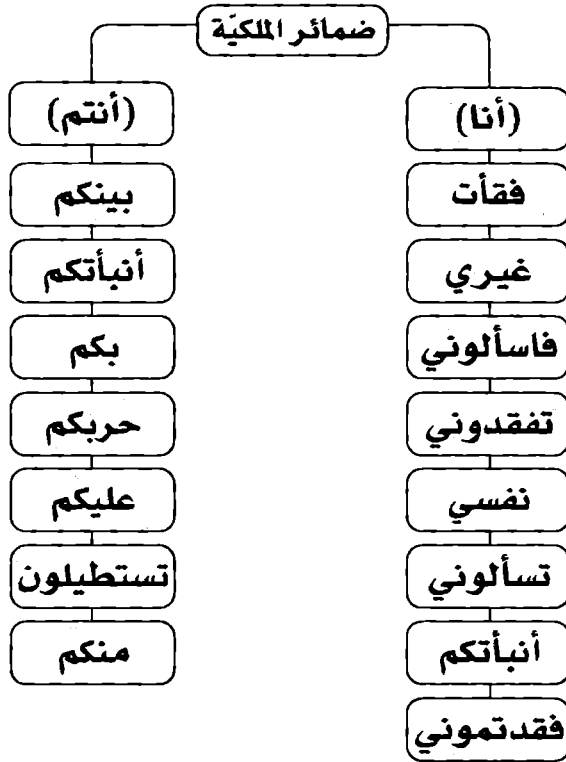 ضمائر الملكيّة
(أنا)
فقأت
غيري
فاسألوني
تفقدوني
نفسي
تسألوني
أنبأتكم
فقدتموني
(أنتم)
بينكم
أنبأتكم
بكم
حربكم
عليكم
تستطيلون
منكم